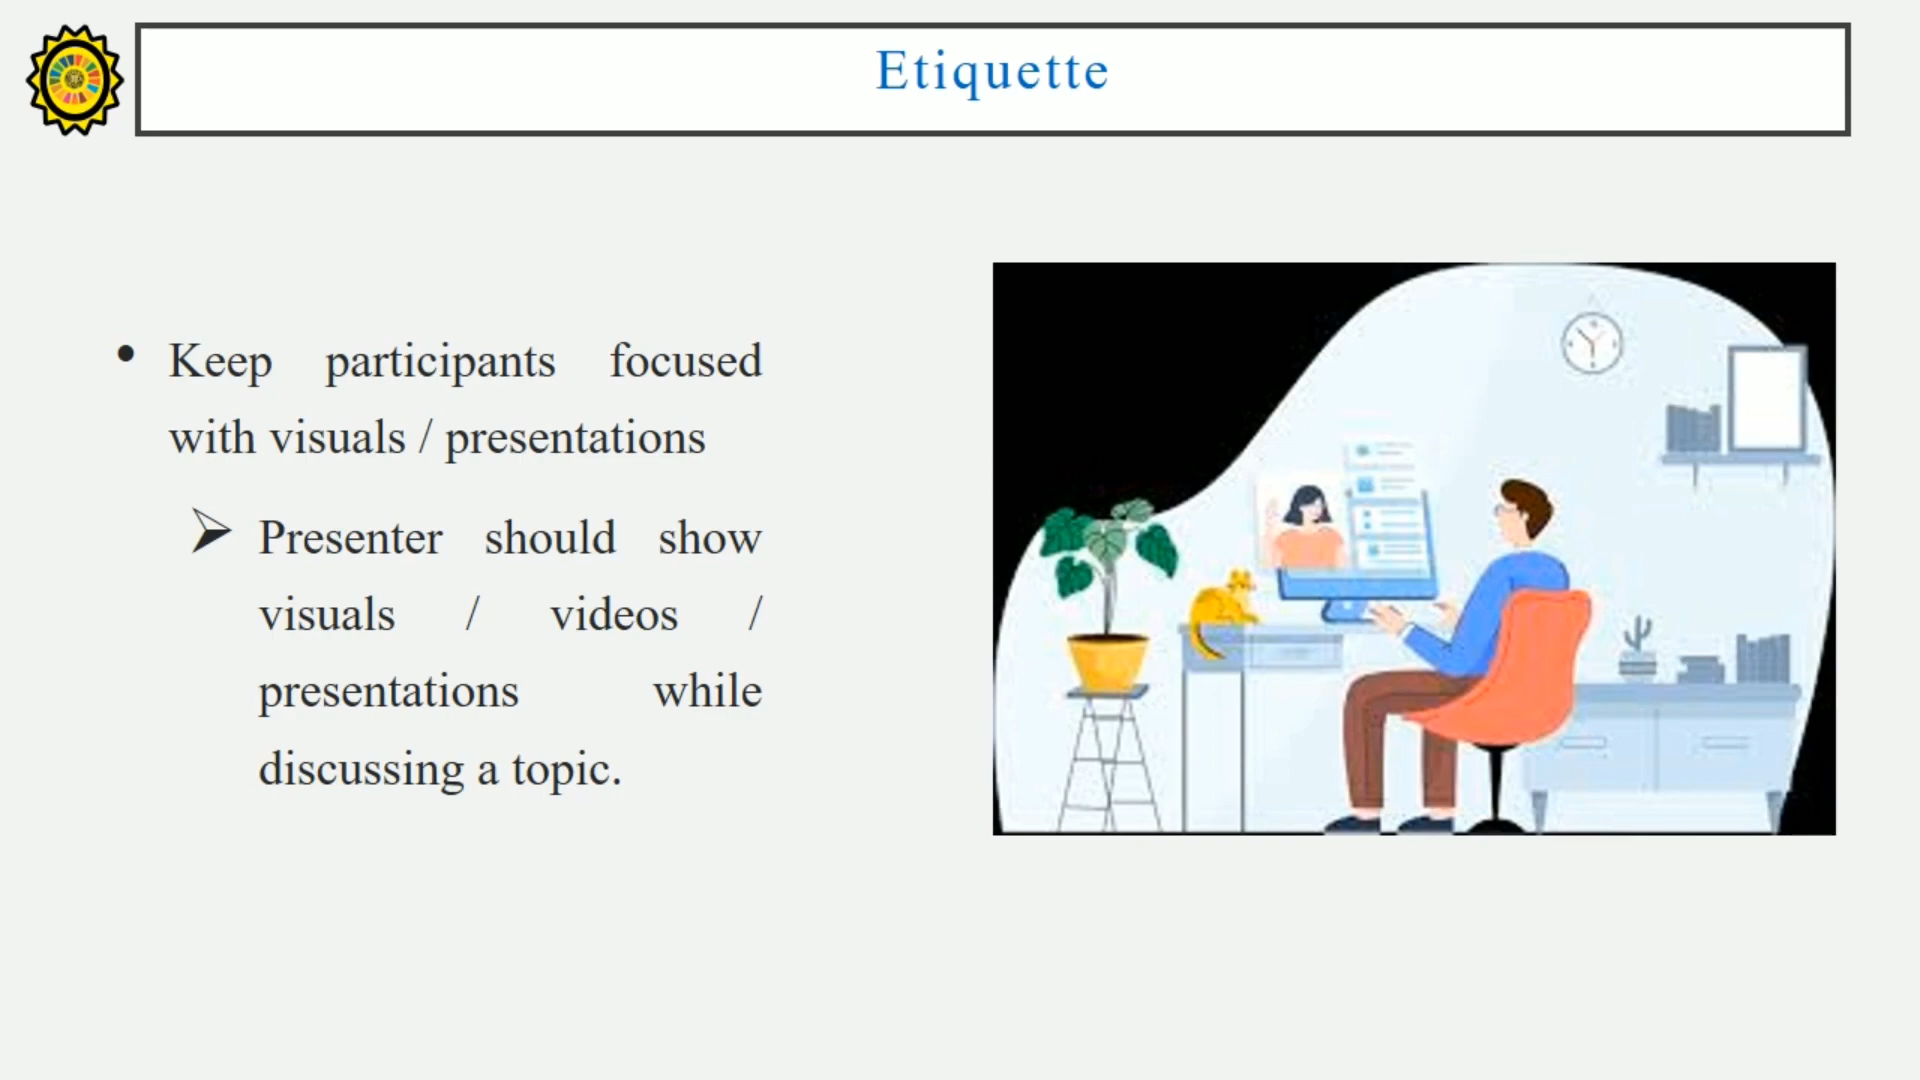 Etiquette
• Keep participants focused
with visuals / presentations
➢ Presenter should show
visuals / videos /
presentations while
discussing a topic.